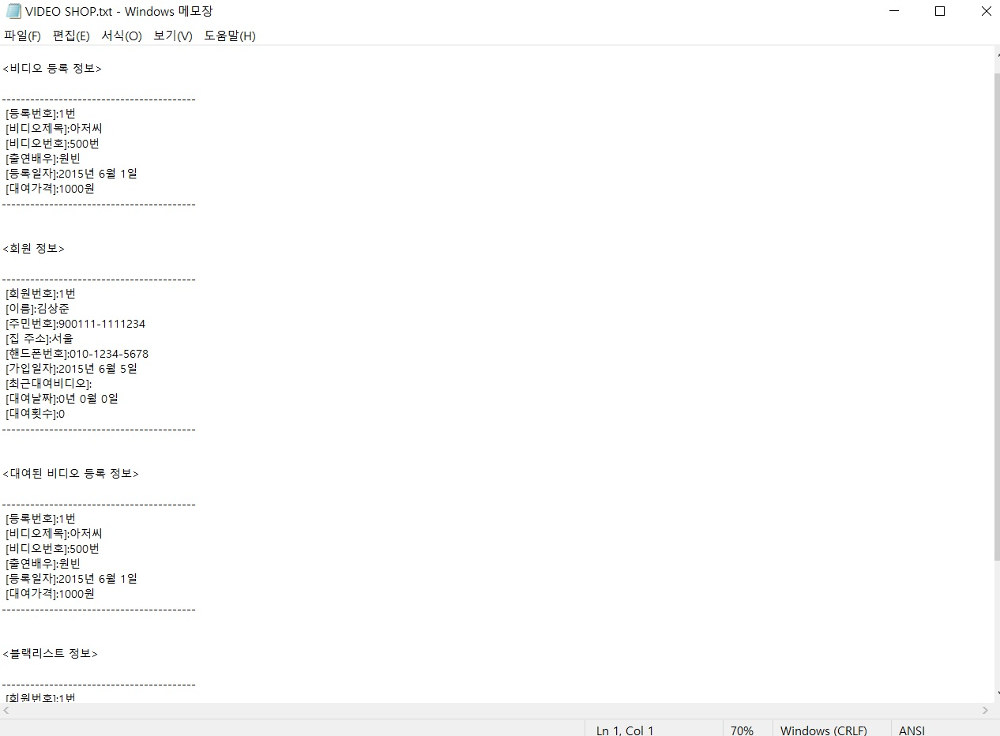 VIDEO SHOP.txt - Windows 메모장
파일(F) 편집(E) 서식(O) 보기(V) 도움말(H)
<비디오 등록 정보>
-----------------------------------------
[등록번호]:1번
[비디오제목]:아저씨
[비디오번호]:500번
[출연배우]:원빈
[등록일자]:2015년 6월 1일
[대여가격]:1000원
-----------------------------------------
<회원 정보>
-----------------------------------------
[회원번호]:1번
[이름]:김상준
[주민번호]:900111-1111234
[집 주소]:서울
[핸드폰번호]:010-1234-5678
[가입일자]:2015년 6월 5일
[최근대여비디오]:
[대여날짜]:0년 0월 0일
[대여횟수]:0
-----------------------------------------
<대여된 비디오 등록 정보>
-----------------------------------------
[등록번호]:1번
[비디오제목]:아저씨
[비디오번호]:500번
[출연배우]:원빈
[등록일자]:2015년 6월 1일
[대여가격]:1000원
-----------------------------------------
<블랙리스트 정보>
-----------------------------------------
[회원번호]:1번
Ln 1, Col 1 70% Windows (CRLF) ANSI